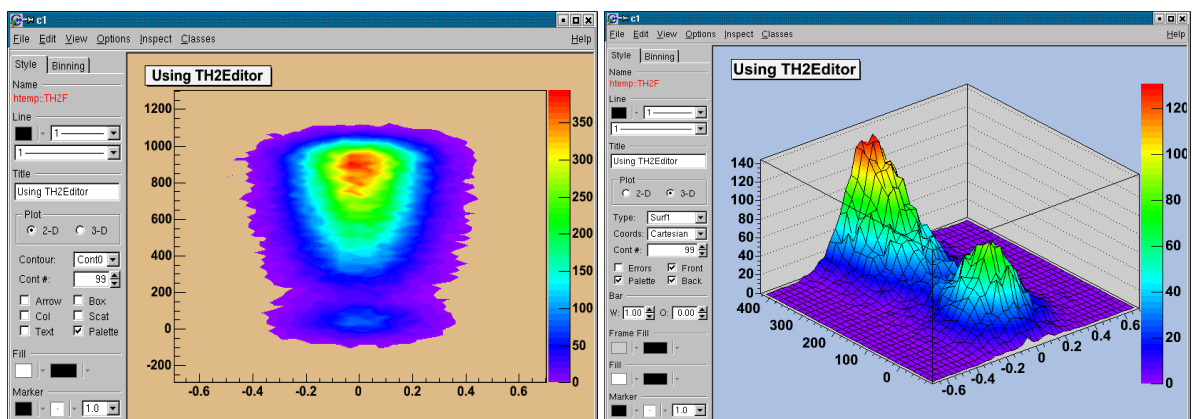 c1
File Edit View Options Inspect Classes Help
Style Binning
Name
htemp::TH2F
Line
1
1
Title
Using TH2Editor
Plot
2-D 3-D
Contour: Cont0
Cont #: 99
Arrow Box
Col Scat
Text Palette
Fill
Marker
1.0
Using TH2Editor
1200
1000
800
600
400
200
0
-200
-0.6 -0.4 -0.2 0 0.2 0.4 0.6
350
300
250
200
150
100
50
0
c1
File Edit View Options Inspect Classes Help
Style Binning
Name
htemp::TH2F
Line
1
1
Title
Using TH2Editor
Plot
2-D 3-D
Type: Surf1
Coords: Cartesian
Cont #: 99
Errors Front
Palette Back
Bar
W: 1.00 O: 0.00
Frame Fill
Fill
Marker
1.0
Using TH2Editor
140
120
100
80
60
40
20
0
400
300
200
100
0
-0.6 -0.4 -0.2 0 0.2 0.4 0.6
120
100
80
60
40
20
0